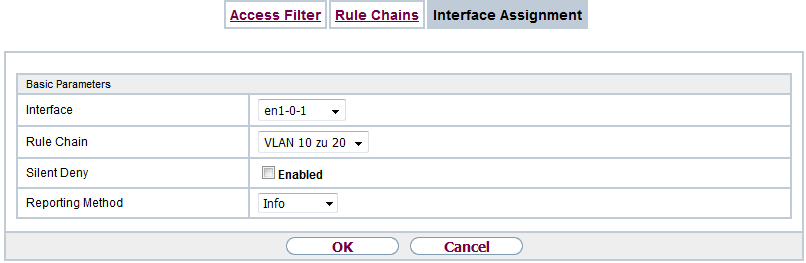 Access Filter Rule Chains Interface Assignment
Basic Parameters
Interface en1-0-1
Rule Chain VLAN 10 zu 20
Silent Deny Enabled
Reporting Method Info
OK Cancel